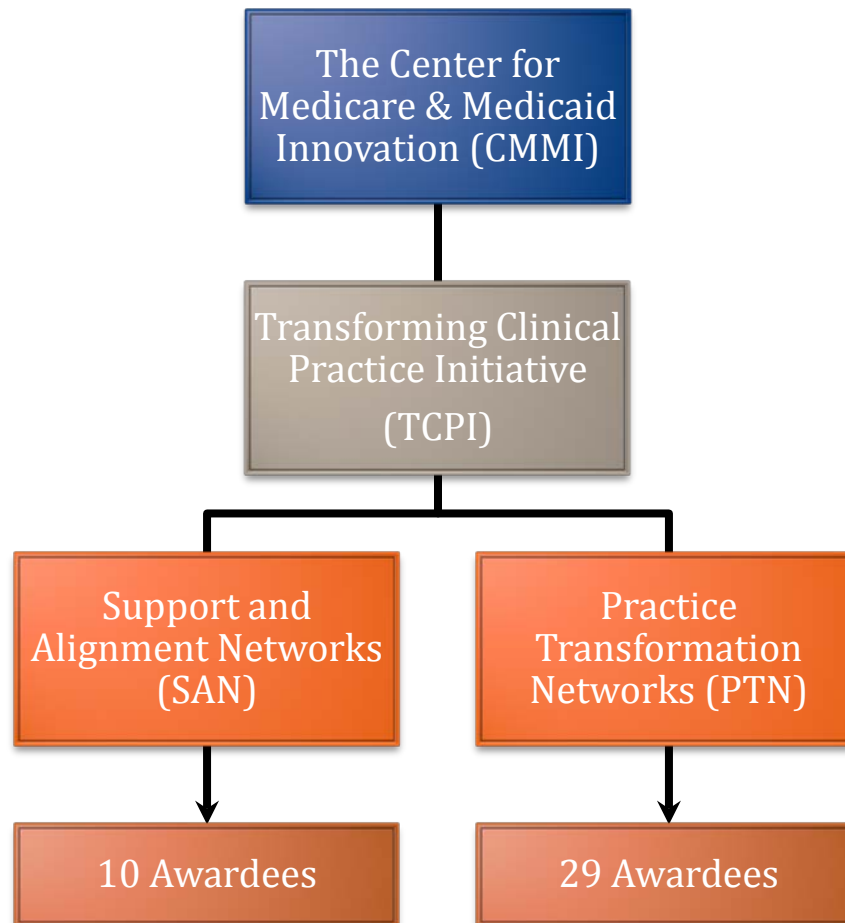 The Center for
Medicare & Medicaid
Innovation (CMMI)
Transforming Clinical
Practice Initiative
(TCPI)
Support and
Alignment Networks
(SAN)
Practice
Transformation
Networks (PTN)
10 Awardees
29 Awardees